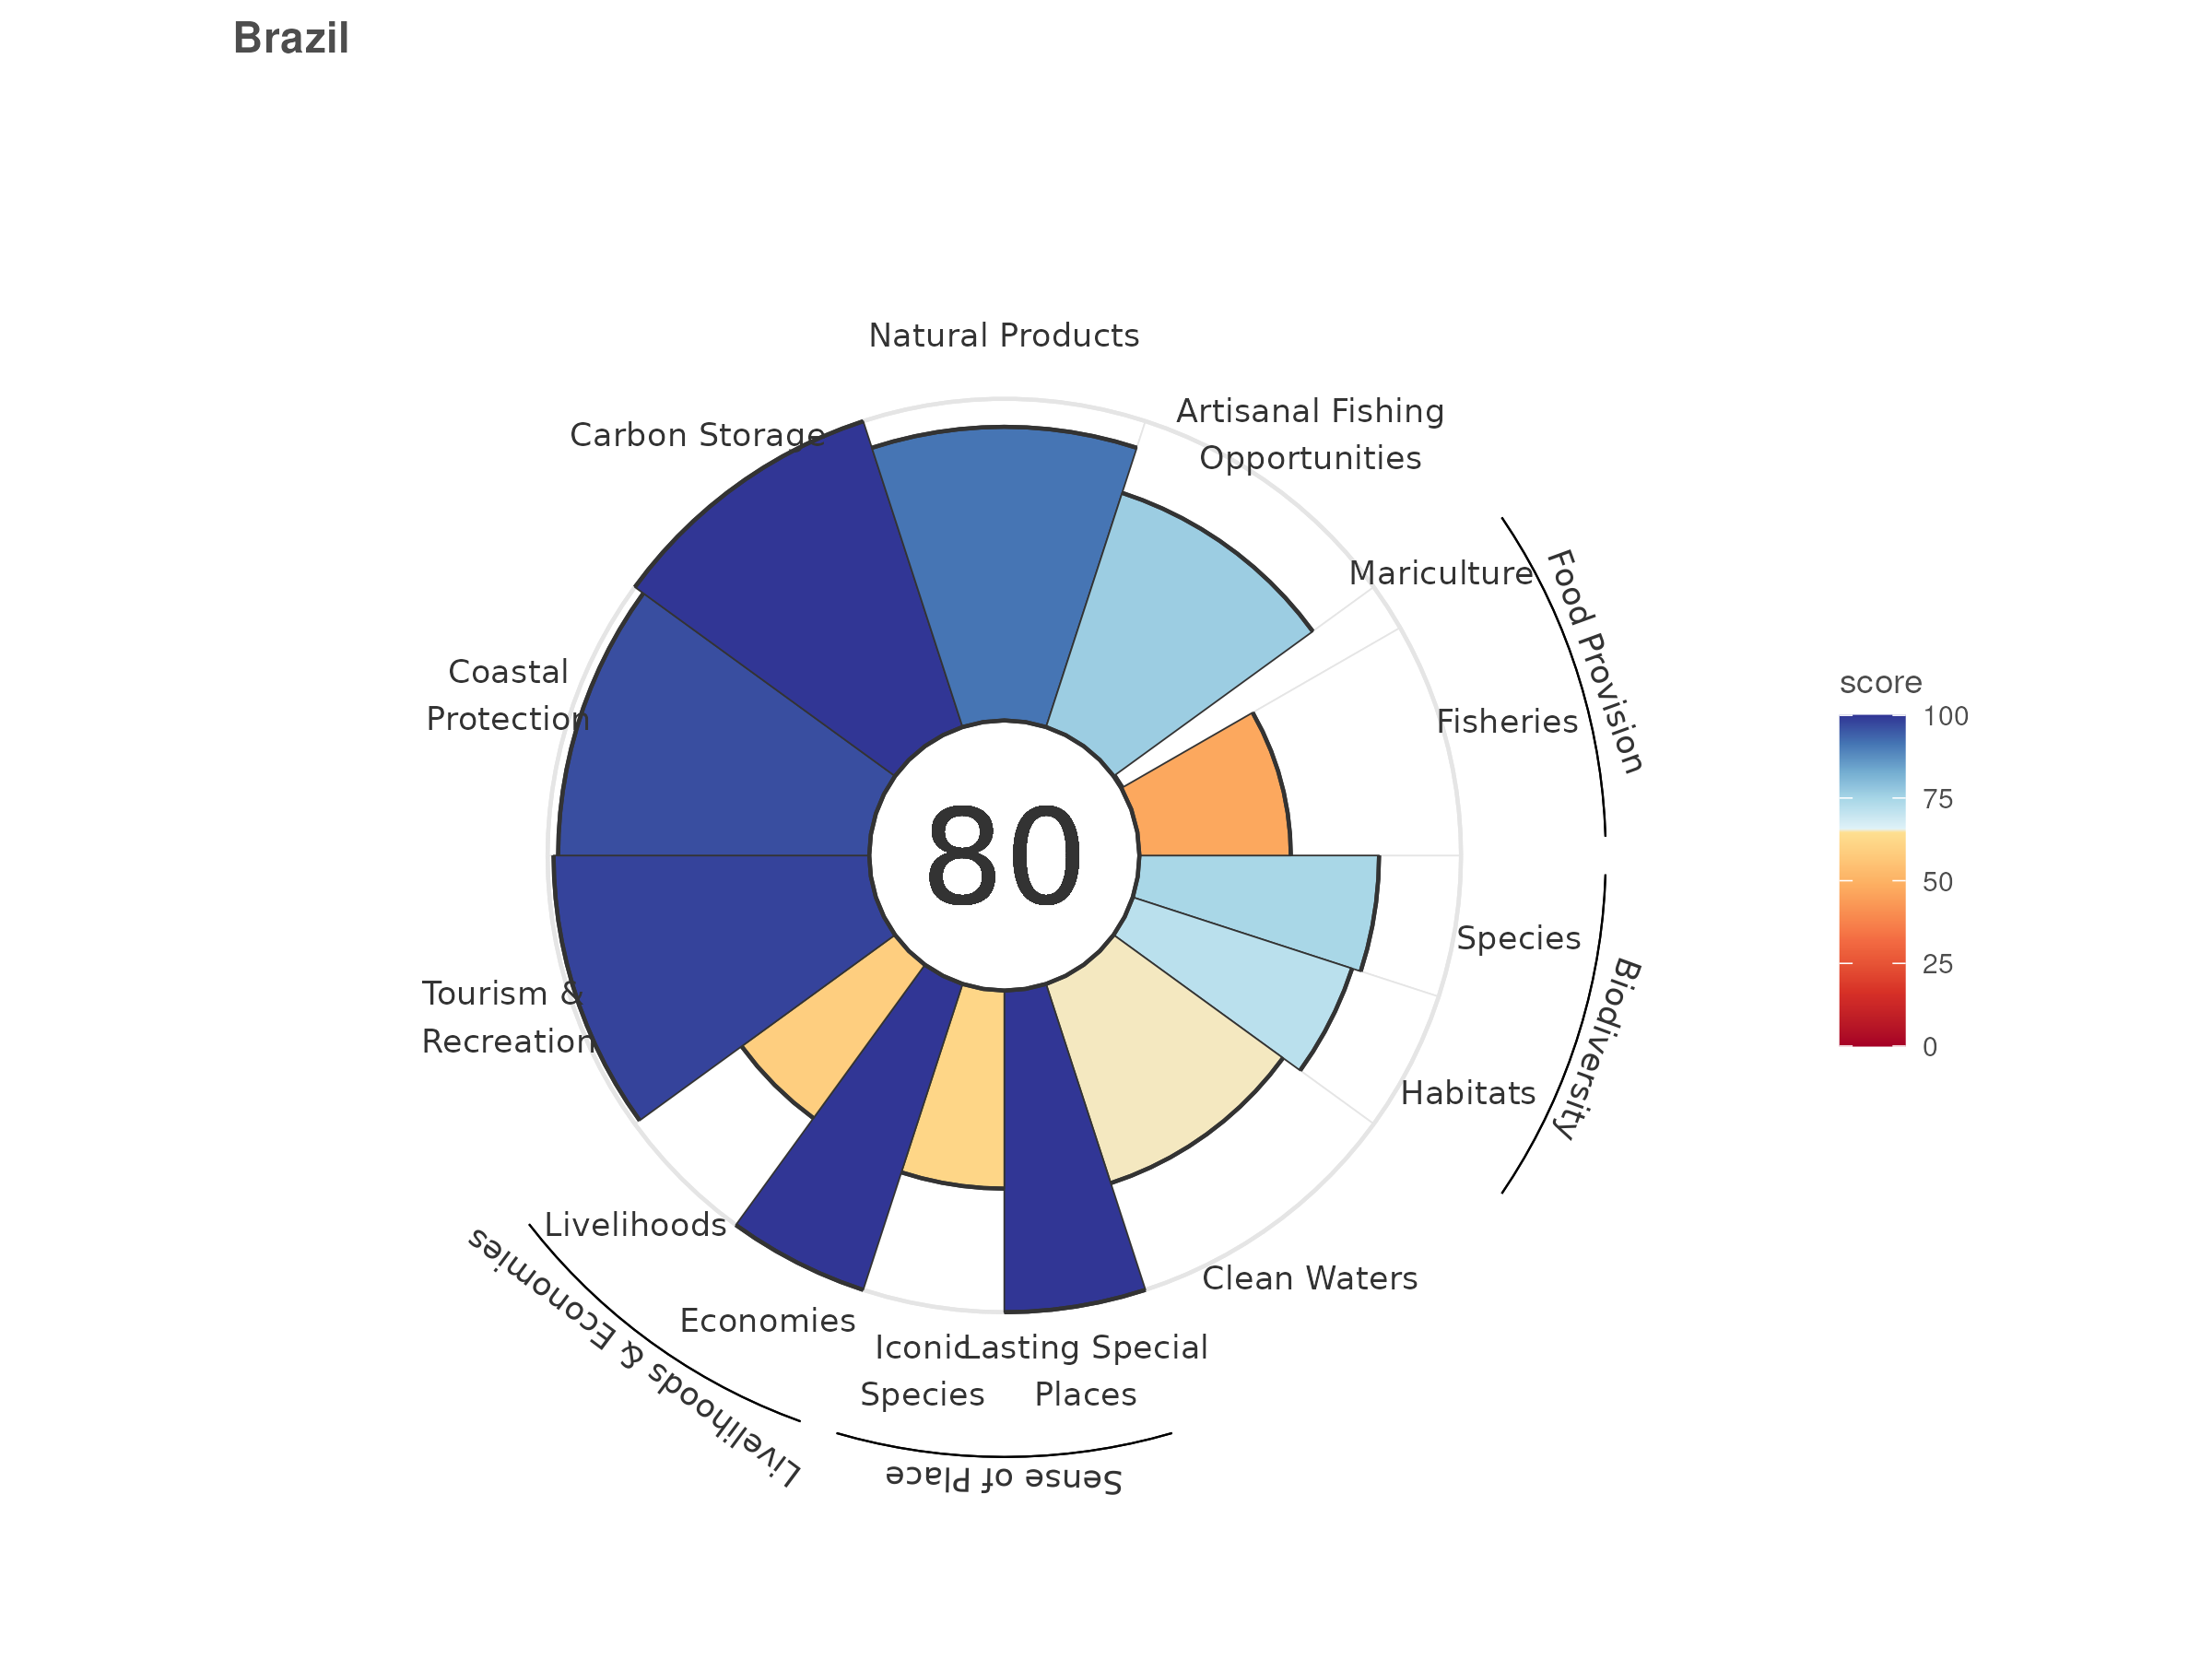 Brazil
Natural Products
Artisanal Fishing
Opportunities
Carbon Storage
Mariculture
Food Provision
Fisheries
Coastal
Protection
score
100
75
50
25
0
80
Species
Biodiversity
Habitats
Tourism &
Recreation
Livelihoods
Livelihoods & Economies
Economies
Clean Waters
Iconic
Species
Lasting Special
Places
Sense of Place